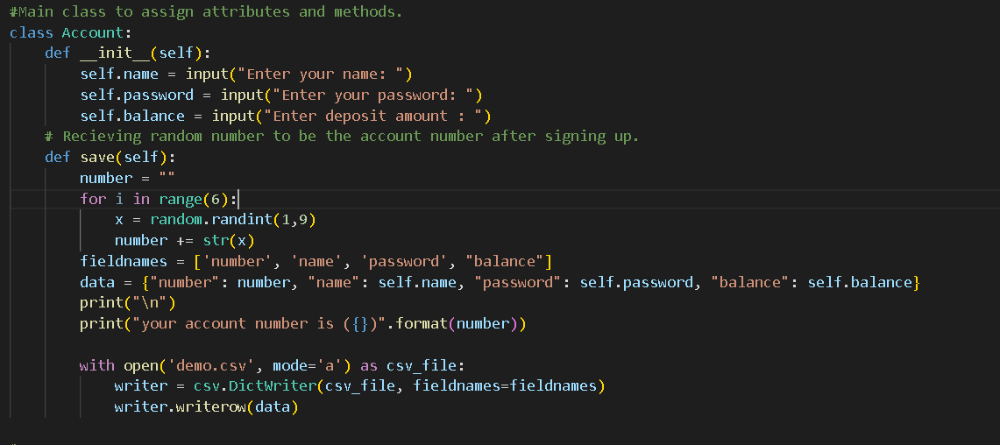 #Main class to assign attributes and methods.
class Account:
    def __init__(self):
        self.name = input("Enter your name: ")
        self.password = input("Enter your password: ")
        self.balance = input("Enter deposit amount : ")
    # Recieving random number to be the account number after signing up.
    def save(self):
        number = ""
        for i in range(6):
            x = random.randint(1,9)
            number += str(x)
        fieldnames = ['number', 'name', 'password', "balance"]
        data = {"number": number, "name": self.name, "password": self.password, "balance": self.balance}
        print("\n")
        print("your account number is ({})".format(number))
        with open('demo.csv', mode='a') as csv_file:
            writer = csv.DictWriter(csv_file, fieldnames=fieldnames)
            writer.writerow(data)